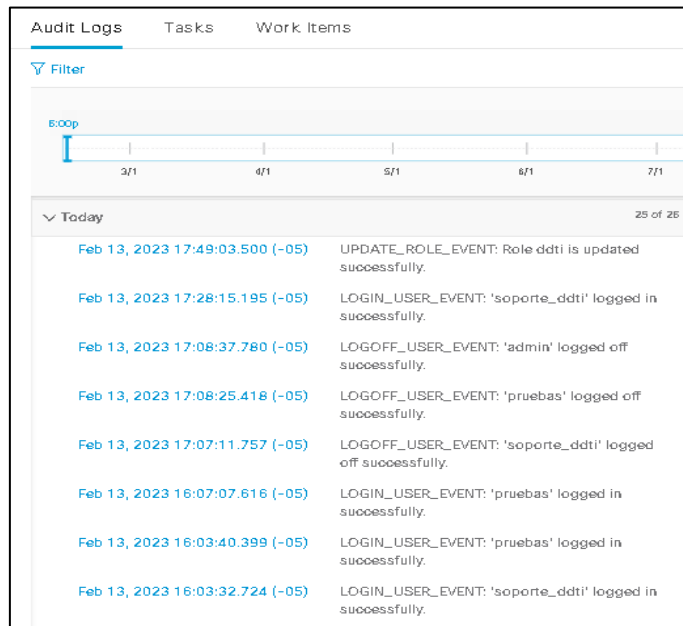 Audit Logs Tasks Work Items
Filter
5:00p
3/1 4/1 5/1 6/1 7/1
Today 25 of 25
Feb 13, 2023 17:49:03.500 (-05) UPDATE_ROLE_EVENT: Role ddti is updated
successfully.
Feb 13, 2023 17:28:15.195 (-05) LOGIN_USER_EVENT: 'soporte_ddti' logged in
successfully.
Feb 13, 2023 17:08:37.780 (-05) LOGOFF_USER_EVENT: 'admin' logged off
successfully.
Feb 13, 2023 17:08:25.418 (-05) LOGOFF_USER_EVENT: 'pruebas' logged off
successfully.
Feb 13, 2023 17:07:11.757 (-05) LOGOFF_USER_EVENT: 'soporte_ddti' logged
off successfully.
Feb 13, 2023 16:07:07.616 (-05) LOGIN_USER_EVENT: 'pruebas' logged in
successfully.
Feb 13, 2023 16:03:40.399 (-05) LOGIN_USER_EVENT: 'pruebas' logged in
successfully.
Feb 13, 2023 16:03:32.724 (-05) LOGIN_USER_EVENT: 'soporte_ddti' logged in
successfully.